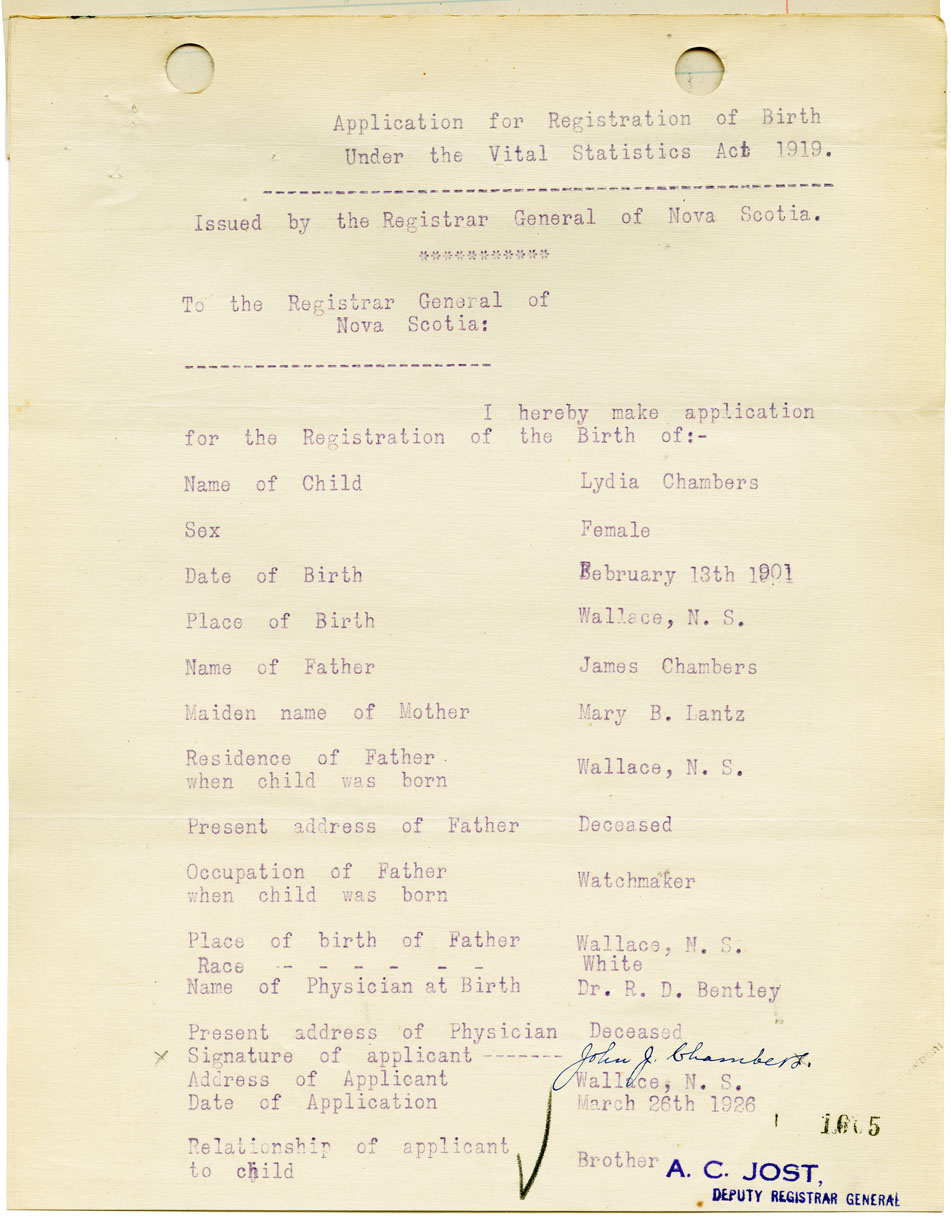 Application for Registration of Birth
Under the Vital Statistics Act 1919.
Issued by the Registrar General of Nova Scotia.
***********
To the Registrar General of
Nova Scotia:
I hereby make application
for the Registration of the Birth of:-
Name of Child Lydia Chambers
Sex Female
Date of Birth February 13th 1901
Place of Birth Wallace, N. S.
Name of Father James Chambers
Maiden name of Mother Mary B. Lantz
Residence of Father
when child was born Wallace, N. S.
Present address of Father Deceased
Occupation of Father
when child was born Watchmaker
Place of birth of Father Wallace, N. S.
Race - - - - - - White
Name of Physician at Birth Dr. R. D. Bentley
Present address of Physician Deceased
x Signature of applicant ------- John J. Chambers.
Address of Applicant Wallace, N. S.
Date of Application March 26th 1926
Relationship of applicant
to child Brother
A. C. JOST,
DEPUTY REGISTRAR GENERAL